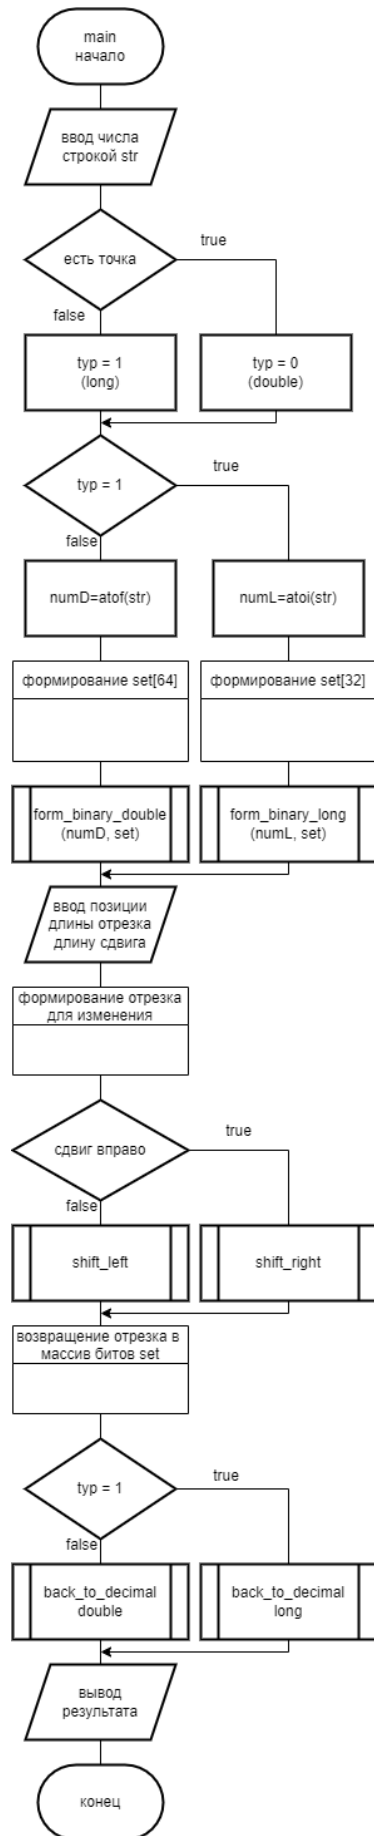 main
начало
ввод числа
строкой str
есть точка
true
false
typ = 1
(long)
typ = 0
(double)
typ = 1
true
false
numD=atof(str)
numL=atoi(str)
формирование set[64]
формирование set[32]
form_binary_double
(numD, set)
form_binary_long
(numL, set)
ввод позиции
длины отрезка
длину сдвига
формирование отрезка
для изменения
сдвиг вправо
true
false
shift_left
shift_right
возвращение отрезка в
массив битов set
typ = 1
true
false
back_to_decimal
double
back_to_decimal
long
вывод
результата
конец